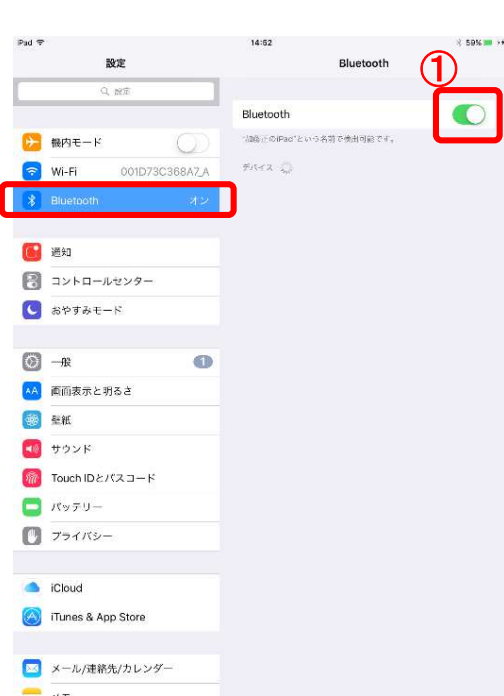 iPad
14:52
59%
設定
Bluetooth
①
設定
Bluetooth
機内モード
Wi-Fi 001D73C368A7_A
デバイス
Bluetooth オン
通知
コントロールセンター
おやすみモード
一般 1
AA 画面表示と明るさ
壁紙
サウンド
Touch IDとパスコード
バッテリー
プライバシー
iCloud
iTunes & App Store
メール/連絡先/カレンダー